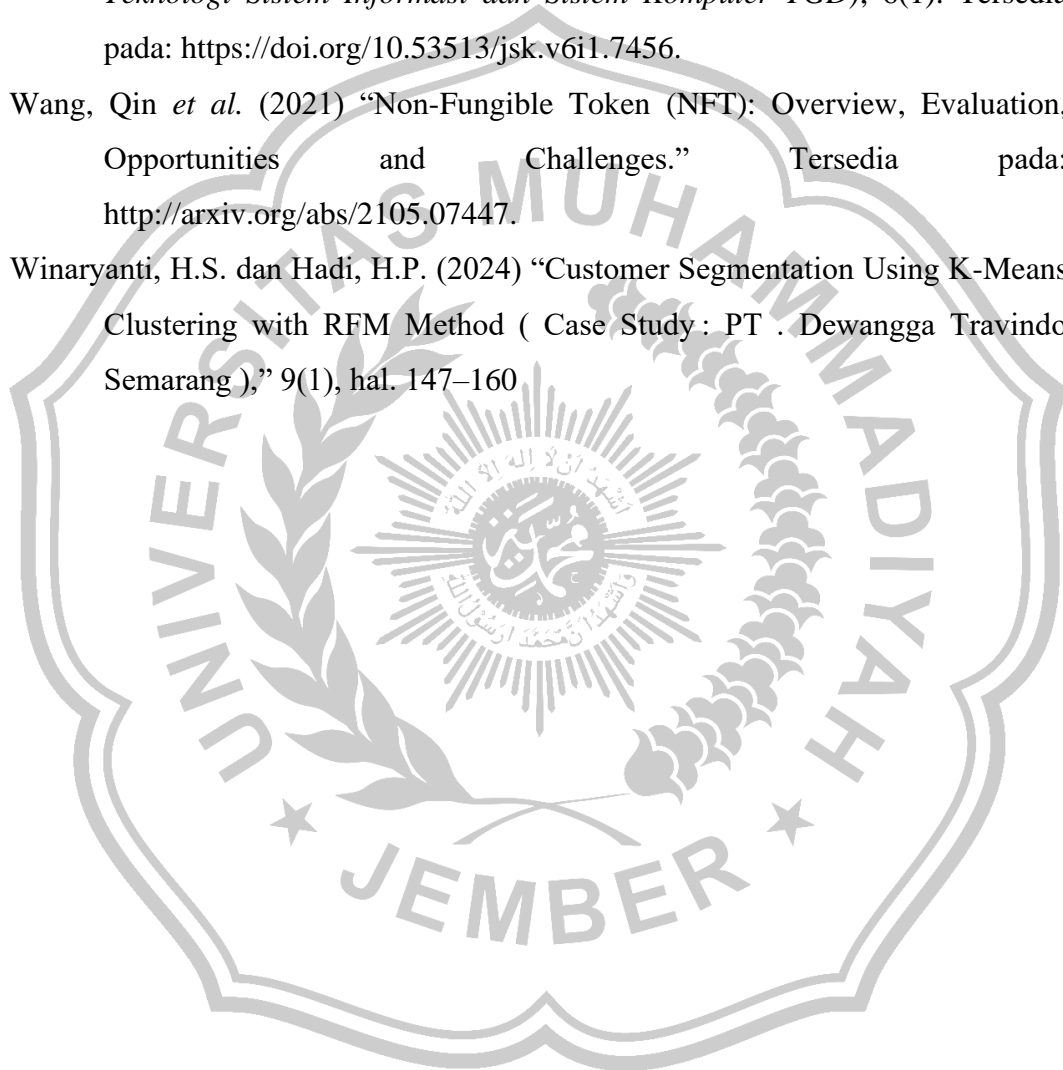 Teknologi Sistem Informasi dan Sistem Komputer TGD), 6(1). Tersedia
pada: https://doi.org/10.53513/jsk.v6i1.7456.
Wang, Qin et al. (2021) “Non-Fungible Token (NFT): Overview, Evaluation,
Opportunities and Challenges.” Tersedia pada:
http://arxiv.org/abs/2105.07447.
Winaryanti, H.S. dan Hadi, H.P. (2024) “Customer Segmentation Using K-Means
Clustering with RFM Method ( Case Study : PT . Dewangga Travindo
Semarang ),” 9(1), hal. 147–160
UNIVERSITAS MUHAMMADIYAH
JEMBER